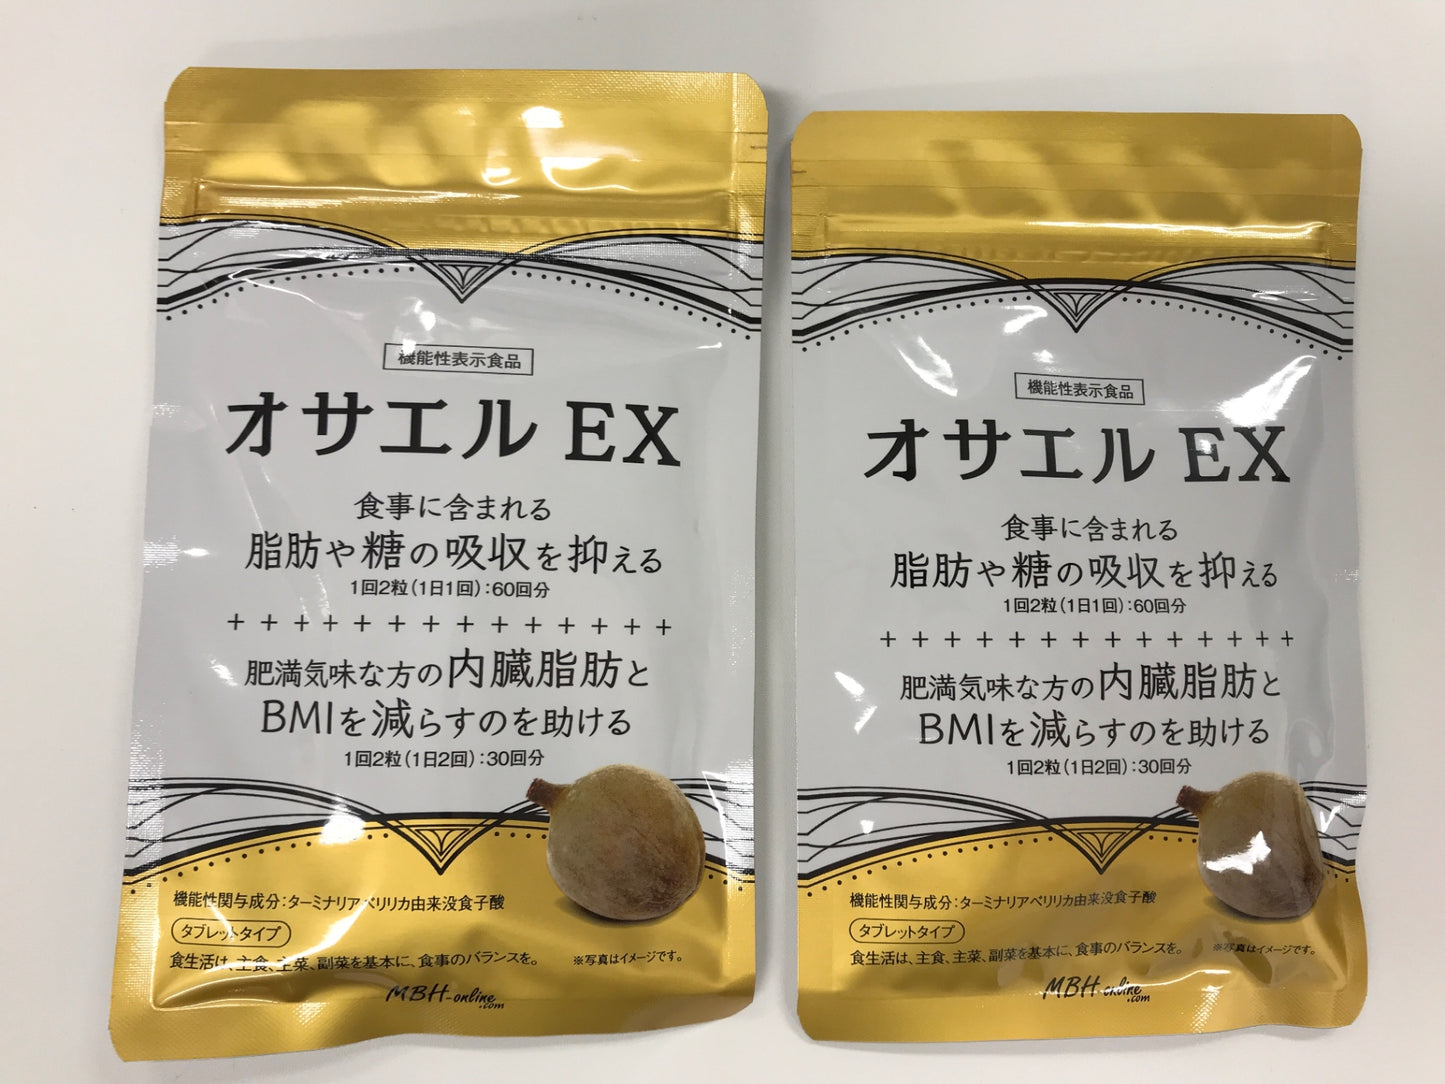 機能性表示食品
オサエル EX
食事に含まれる
脂肪や糖の吸収を抑える
1回2粒(1日1回):60回分
+ + + + + + + + + + + + + + +
肥満気味な方の内臓脂肪と
BMIを減らすのを助ける
1回2粒(1日2回):30回分
機能性関与成分:ターミナリアベリリカ由来没食子酸
タブレットタイプ
食生活は、主食、主菜、副菜を基本に、食事のバランスを。
※写真はイメージです。
MBH-online.com
機能性表示食品
オサエル EX
食事に含まれる
脂肪や糖の吸収を抑える
1回2粒(1日1回):60回分
+ + + + + + + + + + + + + + +
肥満気味な方の内臓脂肪と
BMIを減らすのを助ける
1回2粒(1日2回):30回分
機能性関与成分:ターミナリアベリリカ由来没食子酸
タブレットタイプ
食生活は、主食、主菜、副菜を基本に、食事のバランスを。
※写真はイメージです。
MBH-online.com